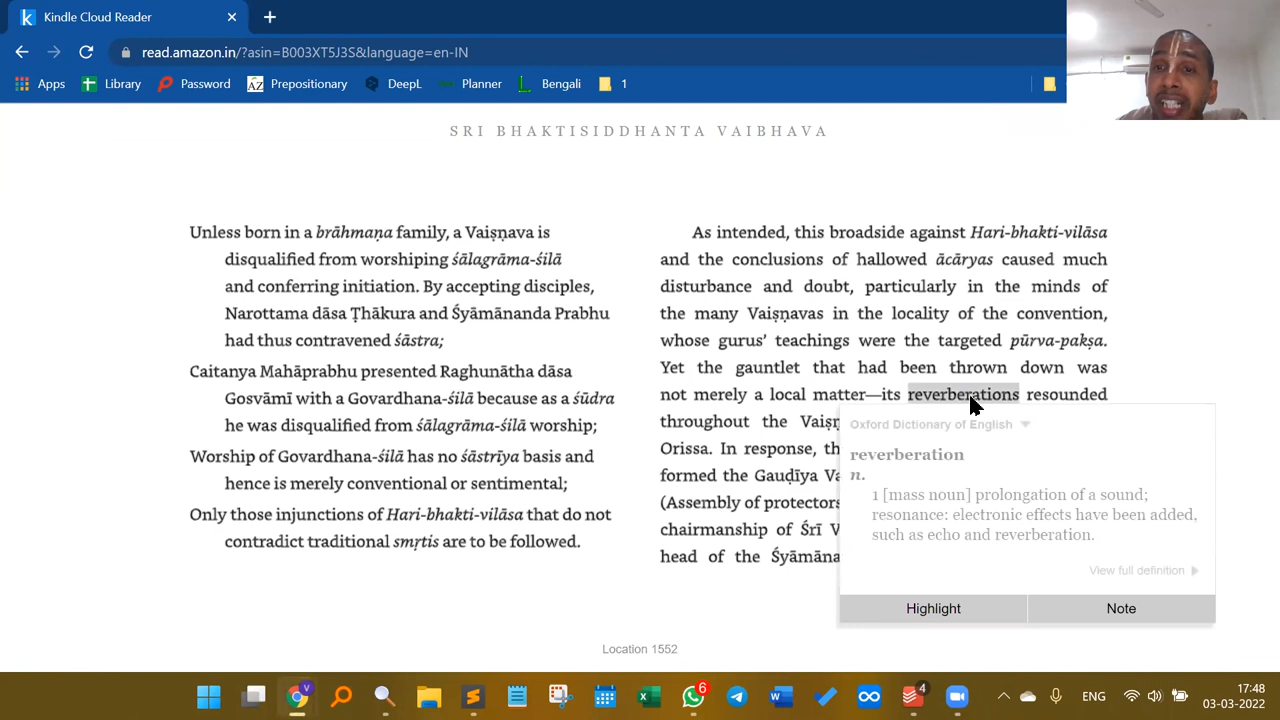 Kindle Cloud Reader
read.amazon.in/?asin=B003XT5J3S&language=en-IN
Apps Library Password Prepositionary DeepL Planner Bengali 1
SRI BHAKTISIDDHANTA VAIBHAVA
Unless born in a brāhmaṇa family, a Vaiṣṇava is
disqualified from worshiping śālagrāma-śilā
and conferring initiation. By accepting disciples,
Narottama dāsa Ṭhākura and Śyāmānanda Prabhu
had thus contravened śāstra;
Caitanya Mahāprabhu presented Raghunātha dāsa
Gosvāmī with a Govardhana-śilā because as a śūdra
he was disqualified from śālagrāma-śilā worship;
Worship of Govardhana-śilā has no śāstrīya basis and
hence is merely conventional or sentimental;
Only those injunctions of Hari-bhakti-vilāsa that do not
contradict traditional smṛtis are to be followed.
As intended, this broadside against Hari-bhakti-vilāsa
and the conclusions of hallowed ācāryas caused much
disturbance and doubt, particularly in the minds of
the many Vaiṣṇavas in the locality of the convention,
whose gurus' teachings were the targeted pūrva-pakṣa.
Yet the gauntlet that had been thrown down was
not merely a local matter—its reverberations resounded
throughout the Vaiṣṇ
Orissa. In response, th
formed the Gauḍīya Va
(Assembly of protectors
chairmanship of Śrī V
head of the Śyāmāna
Oxford Dictionary of English
reverberation
n.
1 [mass noun] prolongation of a sound;
resonance: electronic effects have been added,
such as echo and reverberation.
View full definition
Highlight Note
Location 1552
V
6
4
ENG
17:48
03-03-2022